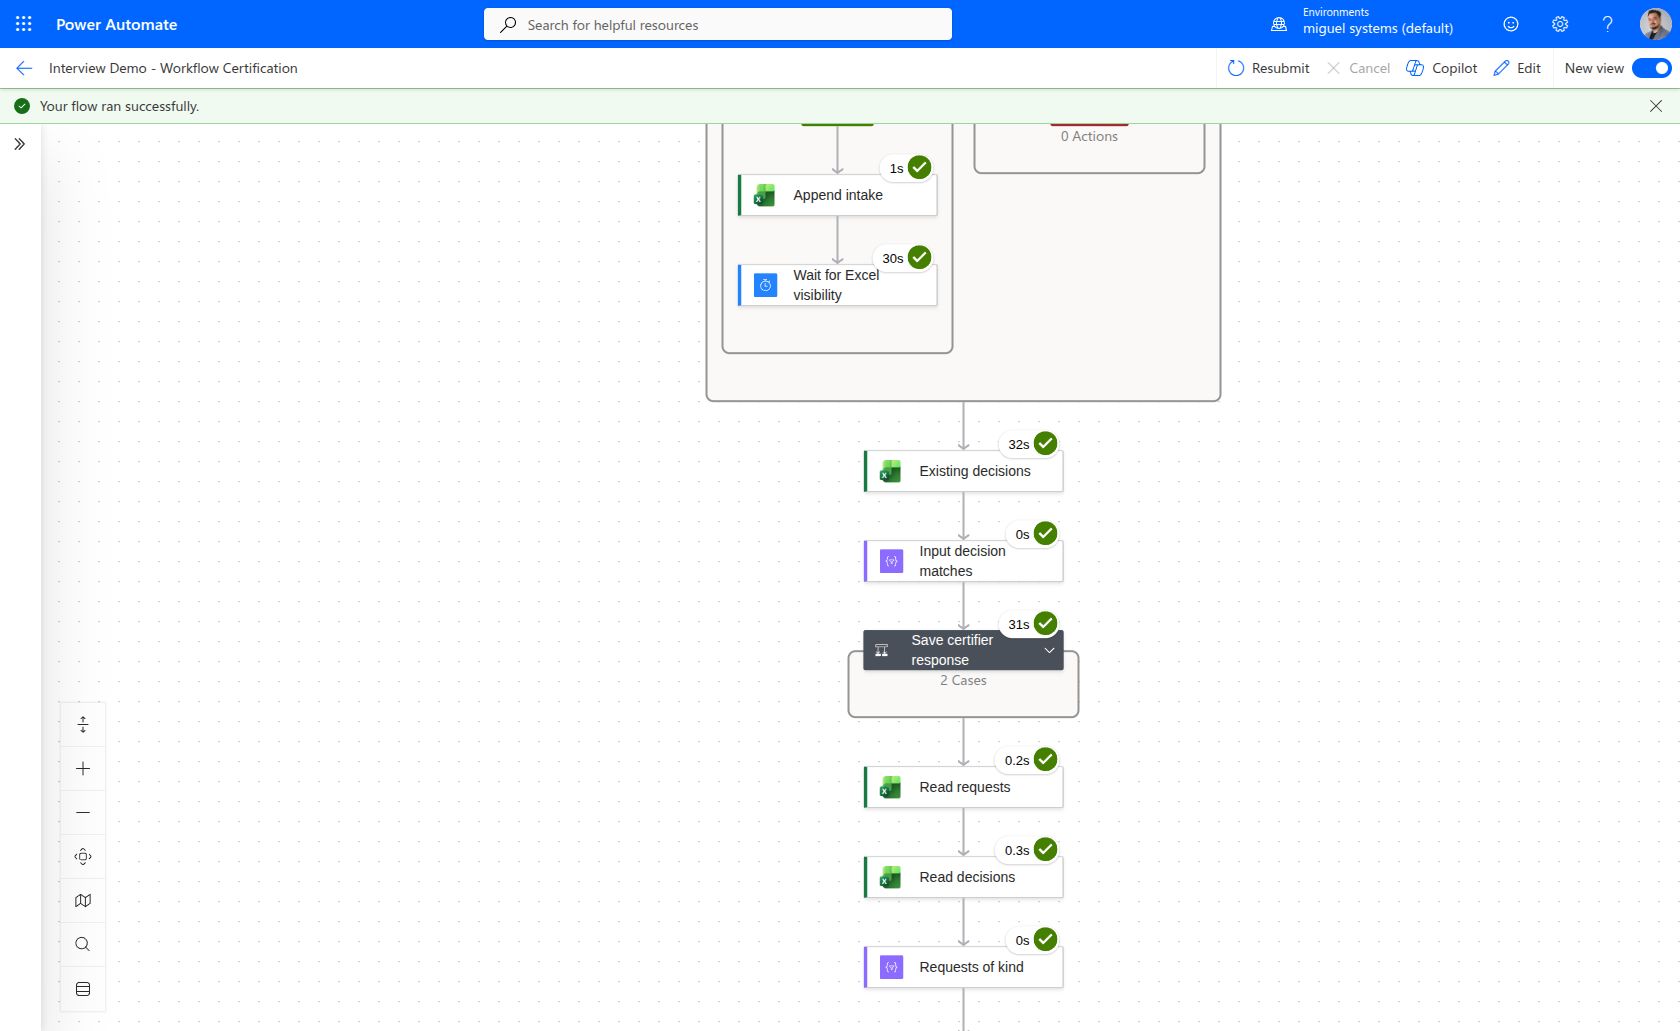 Power Automate
Search for helpful resources
Environments
miguel systems (default)
Interview Demo - Workflow Certification
Resubmit
Cancel
Copilot
Edit
New view
Your flow ran successfully.
0 Actions
1s
Append intake
30s
Wait for Excel
visibility
32s
Existing decisions
0s
Input decision
matches
31s
Save certifier
response
2 Cases
0.2s
Read requests
0.3s
Read decisions
0s
Requests of kind